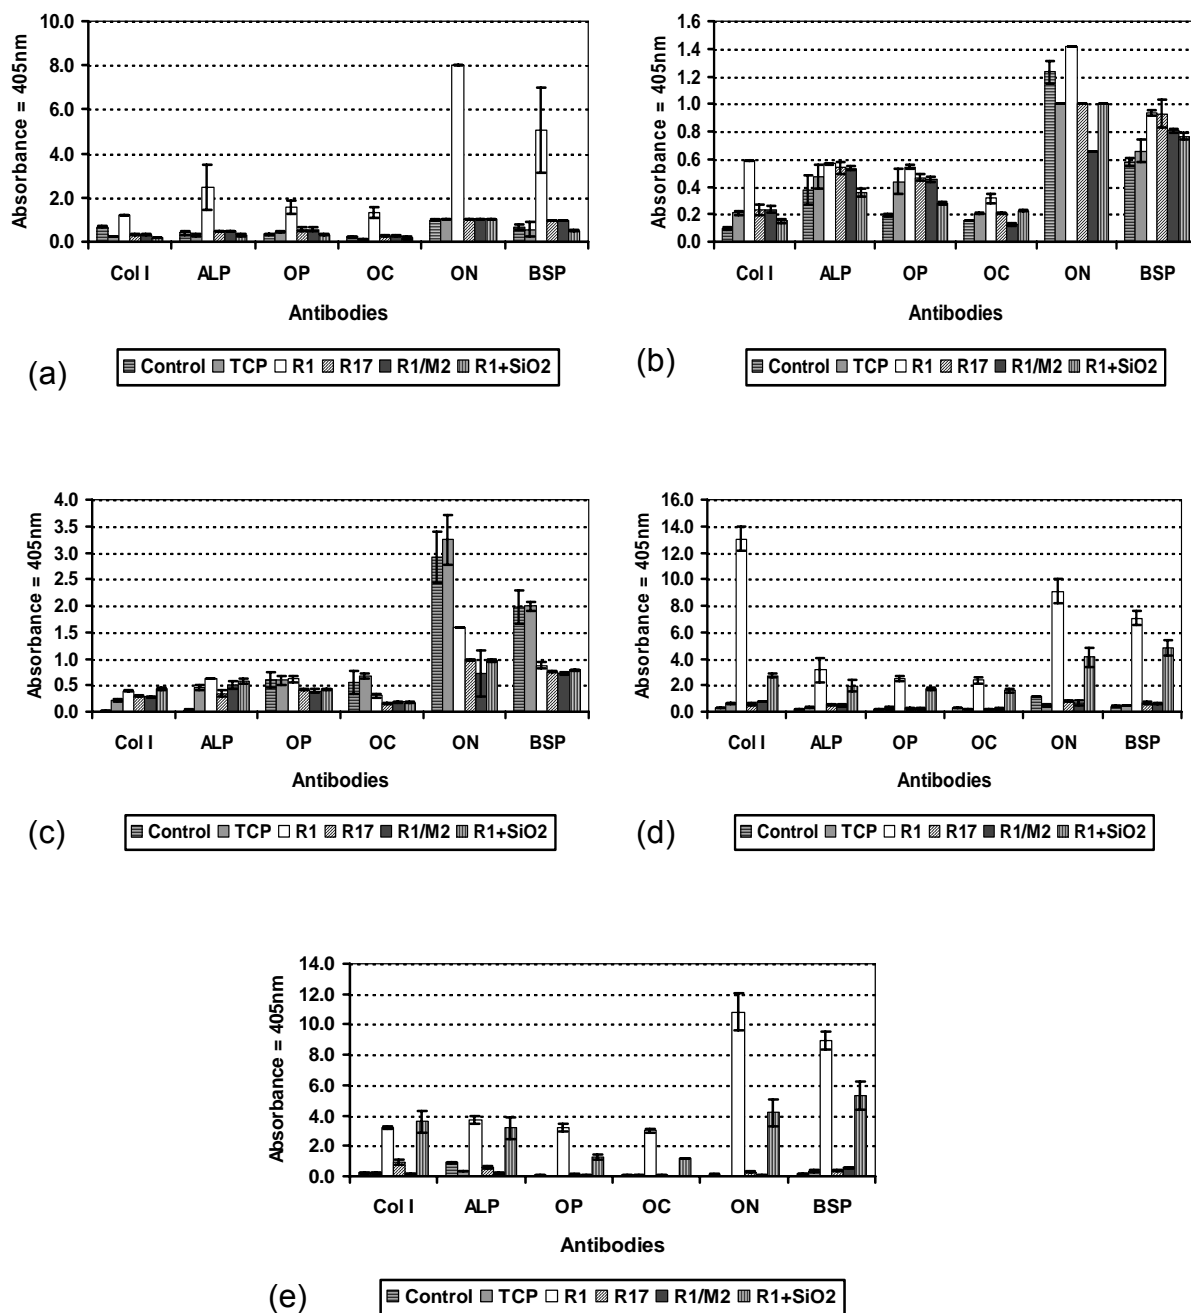 10.0
8.0
6.0
4.0
2.0
0.0
Absorbance = 405nm
Col I ALP OP OC ON BSP
Antibodies
(a)
Control TCP R1 R17 R1/M2 R1+SiO2
1.6
1.4
1.2
1.0
0.8
0.6
0.4
0.2
0.0
Absorbance = 405nm
Col I ALP OP OC ON BSP
Antibodies
(b)
Control TCP R1 R17 R1/M2 R1+SiO2
4.0
3.5
3.0
2.5
2.0
1.5
1.0
0.5
0.0
Absorbance = 405nm
Col I ALP OP OC ON BSP
Antibodies
(c)
Control TCP R1 R17 R1/M2 R1+SiO2
16.0
14.0
12.0
10.0
8.0
6.0
4.0
2.0
0.0
Absorbance = 405nm
Col I ALP OP OC ON BSP
Antibodies
(d)
Control TCP R1 R17 R1/M2 R1+SiO2
14.0
12.0
10.0
8.0
6.0
4.0
2.0
0.0
Absorbance = 405nm
Col I ALP OP OC ON BSP
Antibodies
(e)
Control TCP R1 R17 R1/M2 R1+SiO2